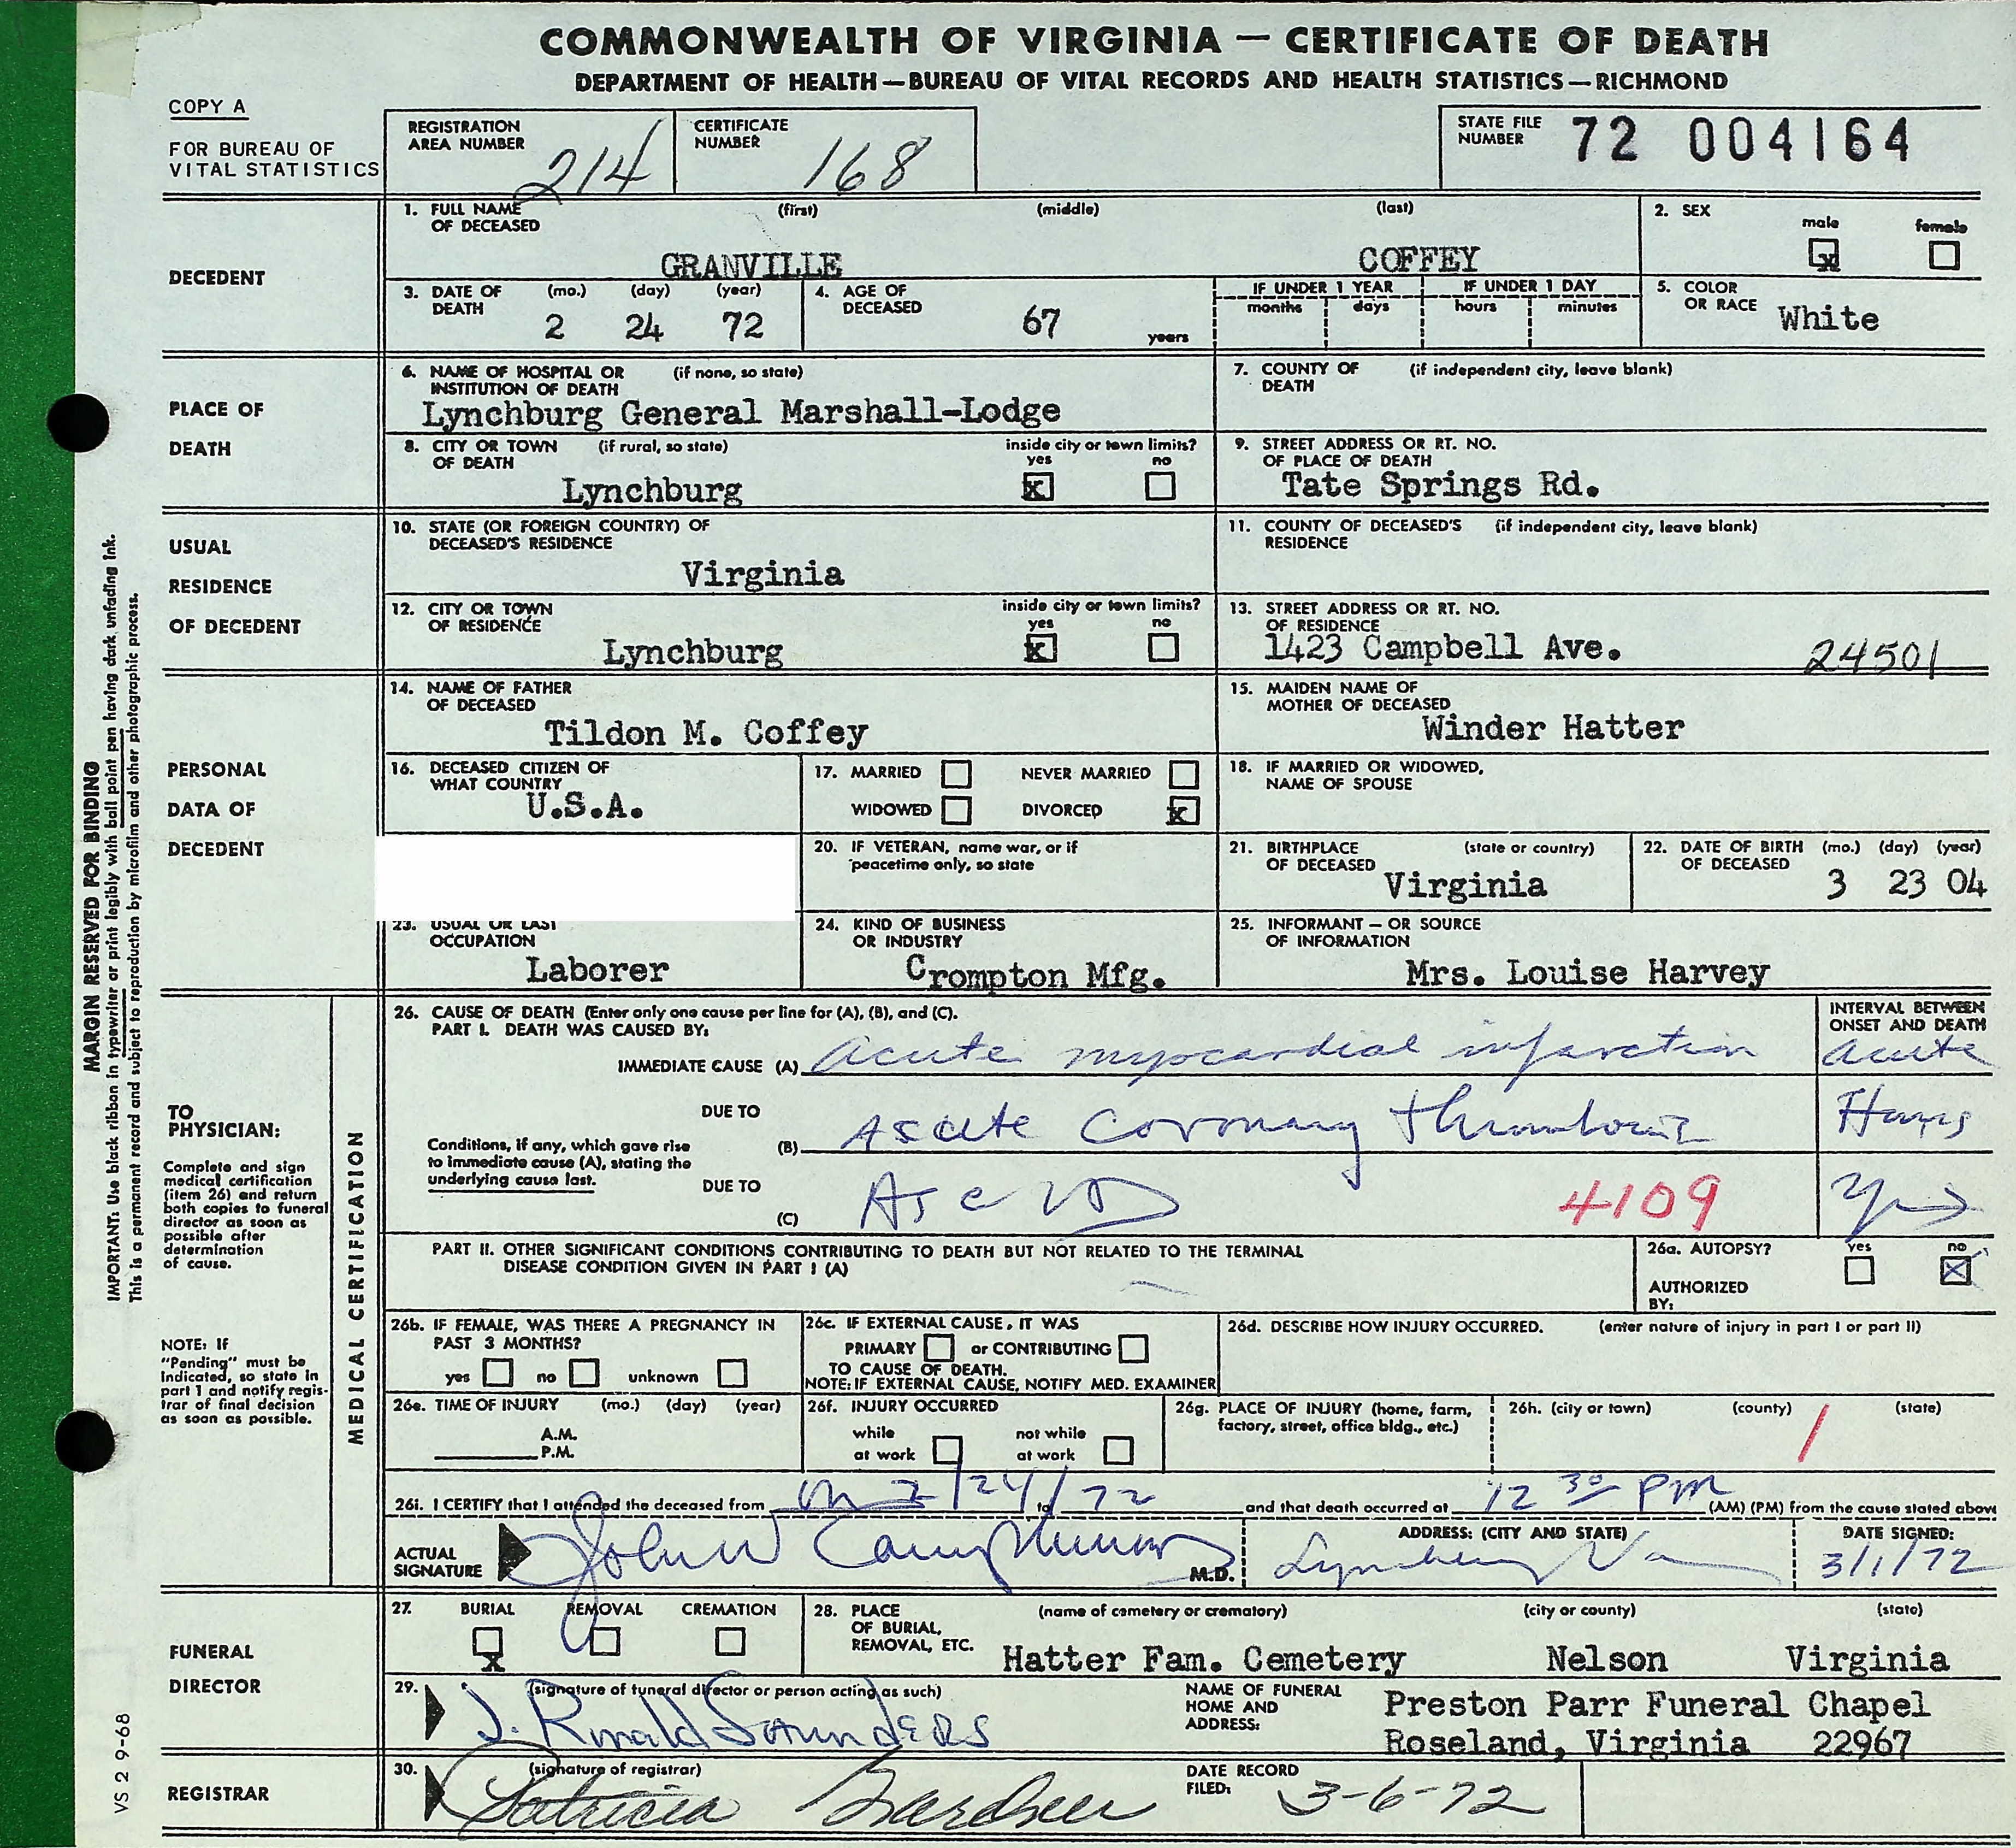 COMMONWEALTH OF VIRGINIA — CERTIFICATE OF DEATH
DEPARTMENT OF HEALTH—BUREAU OF VITAL RECORDS AND HEALTH STATISTICS—RICHMOND
COPY A
FOR BUREAU OF
VITAL STATISTICS
REGISTRATION
AREA NUMBER 214
CERTIFICATE
NUMBER 168
STATE FILE
NUMBER 72 004164
DECEDENT
1. FULL NAME (first) (middle) (last)
OF DECEASED
GRANVILLE COFFEY
2. SEX male female
x
3. DATE OF (mo.) (day) (year)
DEATH 2 24 72
4. AGE OF
DECEASED 67 years
IF UNDER 1 YEAR IF UNDER 1 DAY
months days hours minutes
5. COLOR
OR RACE White
PLACE OF
DEATH
6. NAME OF HOSPITAL OR (if none, so state)
INSTITUTION OF DEATH
Lynchburg General Marshall-Lodge
7. COUNTY OF (if independent city, leave blank)
DEATH
8. CITY OR TOWN (if rural, so state) inside city or town limits?
OF DEATH yes no
Lynchburg x
9. STREET ADDRESS OR RT. NO.
OF PLACE OF DEATH
Tate Springs Rd.
USUAL
RESIDENCE
OF DECEDENT
10. STATE (OR FOREIGN COUNTRY) OF
DECEASED'S RESIDENCE
Virginia
11. COUNTY OF DECEASED'S (if independent city, leave blank)
RESIDENCE
12. CITY OR TOWN inside city or town limits?
OF RESIDENCE yes no
Lynchburg x
13. STREET ADDRESS OR RT. NO.
OF RESIDENCE
1423 Campbell Ave. 24501
PERSONAL
DATA OF
DECEDENT
14. NAME OF FATHER
OF DECEASED
Tildon M. Coffey
15. MAIDEN NAME OF
MOTHER OF DECEASED
Winder Hatter
16. DECEASED CITIZEN OF
WHAT COUNTRY
U.S.A.
17. MARRIED NEVER MARRIED
WIDOWED DIVORCED x
18. IF MARRIED OR WIDOWED,
NAME OF SPOUSE
20. IF VETERAN, name war, or if
peacetime only, so state
21. BIRTHPLACE (state or country)
OF DECEASED
Virginia
22. DATE OF BIRTH (mo.) (day) (year)
OF DECEASED
3 23 04
23. USUAL OR LAST
OCCUPATION
Laborer
24. KIND OF BUSINESS
OR INDUSTRY
Crompton Mfg.
25. INFORMANT — OR SOURCE
OF INFORMATION
Mrs. Louise Harvey
TO
PHYSICIAN:
Complete and sign
medical certification
(item 26) and return
both copies to funeral
director as soon as
possible after
determination
of cause.
NOTE: If
"Pending" must be
indicated, so state in
part 1 and notify regis-
trar of final decision
as soon as possible.
MEDICAL CERTIFICATION
26. CAUSE OF DEATH (Enter only one cause per line for (A), (B), and (C).
PART I. DEATH WAS CAUSED BY:
INTERVAL BETWEEN
ONSET AND DEATH
IMMEDIATE CAUSE (A) acute myocardial infarction acute
DUE TO
Conditions, if any, which gave rise
to immediate cause (A), stating the
underlying cause last.
(B) Acute coronary thrombosis Hours
DUE TO
(C) AsCVD 4109 yrs
PART II. OTHER SIGNIFICANT CONDITIONS CONTRIBUTING TO DEATH BUT NOT RELATED TO THE TERMINAL
DISEASE CONDITION GIVEN IN PART I (A)
—
26a. AUTOPSY? yes no
X
AUTHORIZED
BY:
26b. IF FEMALE, WAS THERE A PREGNANCY IN
PAST 3 MONTHS?
yes no unknown
26c. IF EXTERNAL CAUSE, IT WAS
PRIMARY or CONTRIBUTING
TO CAUSE OF DEATH.
NOTE: IF EXTERNAL CAUSE, NOTIFY MED. EXAMINER
26d. DESCRIBE HOW INJURY OCCURRED. (enter nature of injury in part I or part II)
26e. TIME OF INJURY (mo.) (day) (year)
A.M.
P.M.
26f. INJURY OCCURRED
while not while
at work at work
26g. PLACE OF INJURY (home, farm,
factory, street, office bldg., etc.)
26h. (city or town) (county) (state)
/
26i. I CERTIFY that I attended the deceased from on 2/24/72 to and that death occurred at 12 30 PM (AM) (PM) from the cause stated above
ACTUAL
SIGNATURE John W M.D.
ADDRESS: (CITY AND STATE)
Lynchburg Va
DATE SIGNED:
3/1/72
FUNERAL
DIRECTOR
27. BURIAL REMOVAL CREMATION
x
28. PLACE (name of cemetery or crematory) (city or county) (state)
OF BURIAL,
REMOVAL, ETC. Hatter Fam. Cemetery Nelson Virginia
29. (signature of funeral director or person acting as such)
J. Ronald Saunders
NAME OF FUNERAL
HOME AND
ADDRESS:
Preston Parr Funeral Chapel
Roseland, Virginia 22967
REGISTRAR
30. (signature of registrar)
Patricia Gardner
DATE RECORD
FILED: 3-6-72
MARGIN RESERVED FOR BINDING
IMPORTANT: Use black ribbon in typewriter or print legibly with ball point pen having dark unfading ink.
This is a permanent record and subject to reproduction by microfilm and other photographic process.
VS 2 9-68